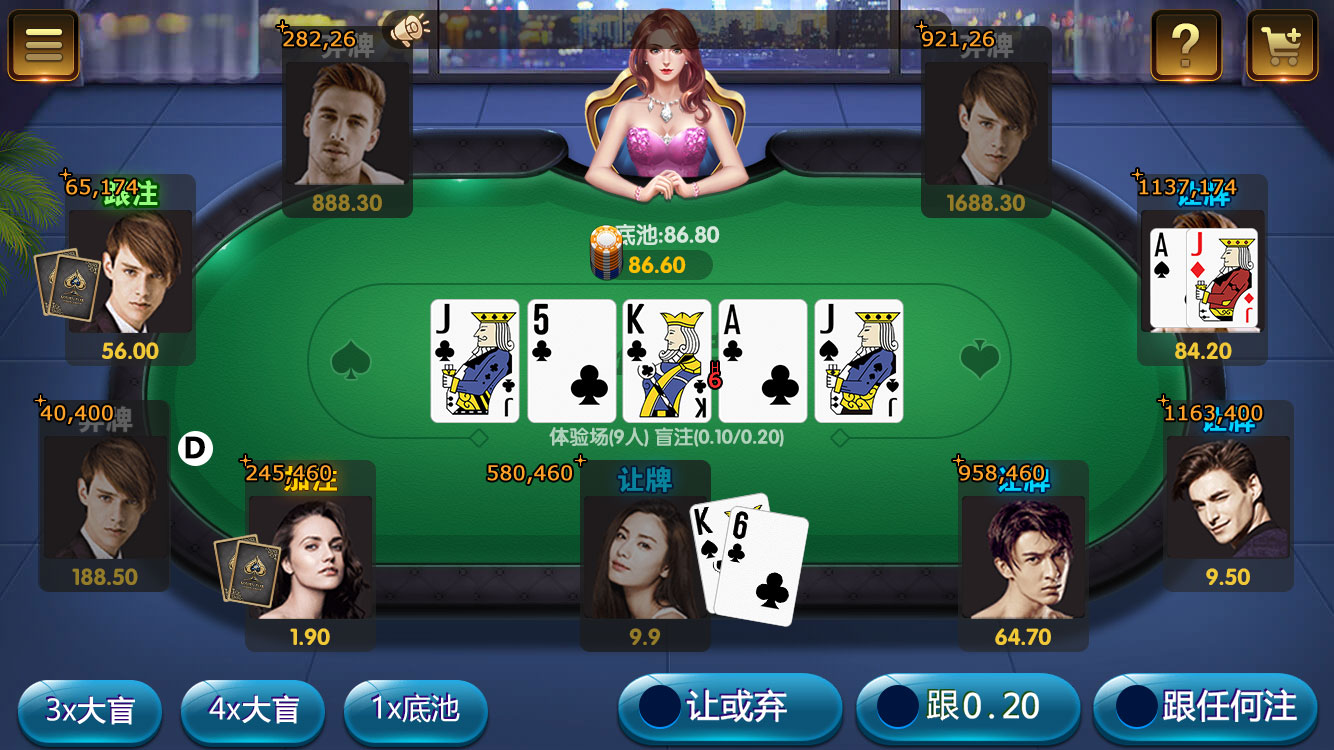 282,26
弃牌
888.30
921,26
弃牌
1688.30
?
65,174
跟注
56.00
1137,174
让牌
A
J
J
84.20
底池:86.80
86.60
J
J
5
K
K
A
J
J
H
6
体验场(9人) 盲注(0.10/0.20)
40,400
弃牌
188.50
D
1163,400
让牌
9.50
245,460
加注
1.90
580,460
让牌
K
6
9.9
958,460
让牌
64.70
3x大盲
4x大盲
1x底池
让或弃
跟0.20
跟任何注